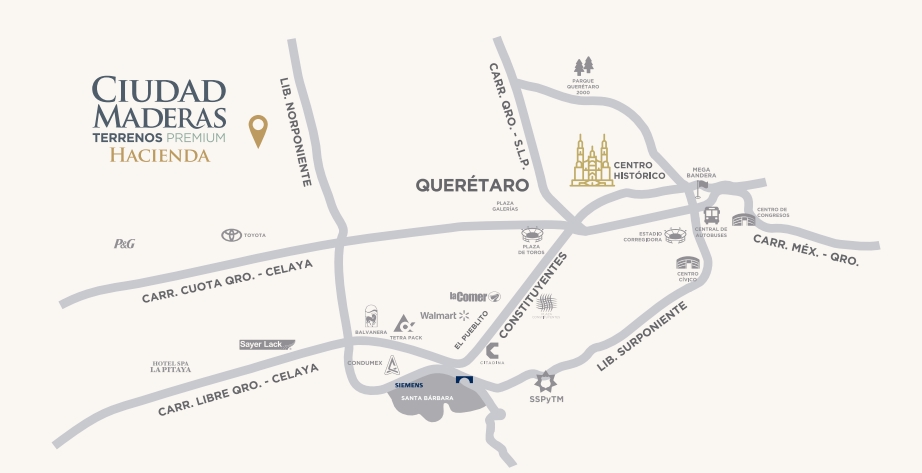 CIUDAD
MADERAS
TERRENOS PREMIUM
HACIENDA
LIB. NORPONIENTE
CARR. QRO. - S.L.P.
PARQUE
QUERÉTARO
2000
CENTRO
HISTÓRICO
MEGA
BANDERA
QUERÉTARO
PLAZA
GALERÍAS
CENTRO DE
CONGRESOS
P&G
TOYOTA
PLAZA
DE TOROS
ESTADIO
CORREGIDORA
CENTRAL DE
AUTOBUSES
CARR. MÉX. - QRO.
CENTRO
CÍVICO
CARR. CUOTA QRO. - CELAYA
CONSTITUYENTES
laComer
Walmart
BALVANERA
TETRA PACK
EL PUEBLITO
LIB. SURPONIENTE
Sayer Lack
HOTEL SPA
LA PITAYA
CONDUMEX
CITADINA
CARR. LIBRE QRO. - CELAYA
SIEMENS
SANTA BÁRBARA
SSPyTM